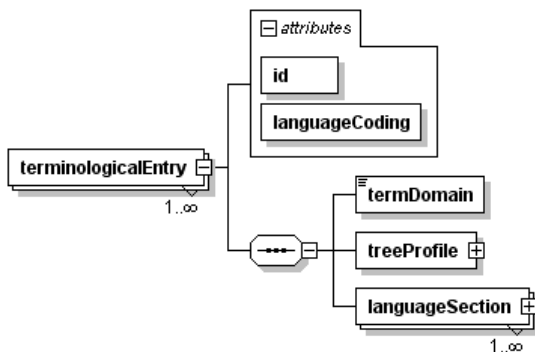 attributes
id
languageCoding
terminologicalEntry
1..∞
termDomain
treeProfile
languageSection
1..∞